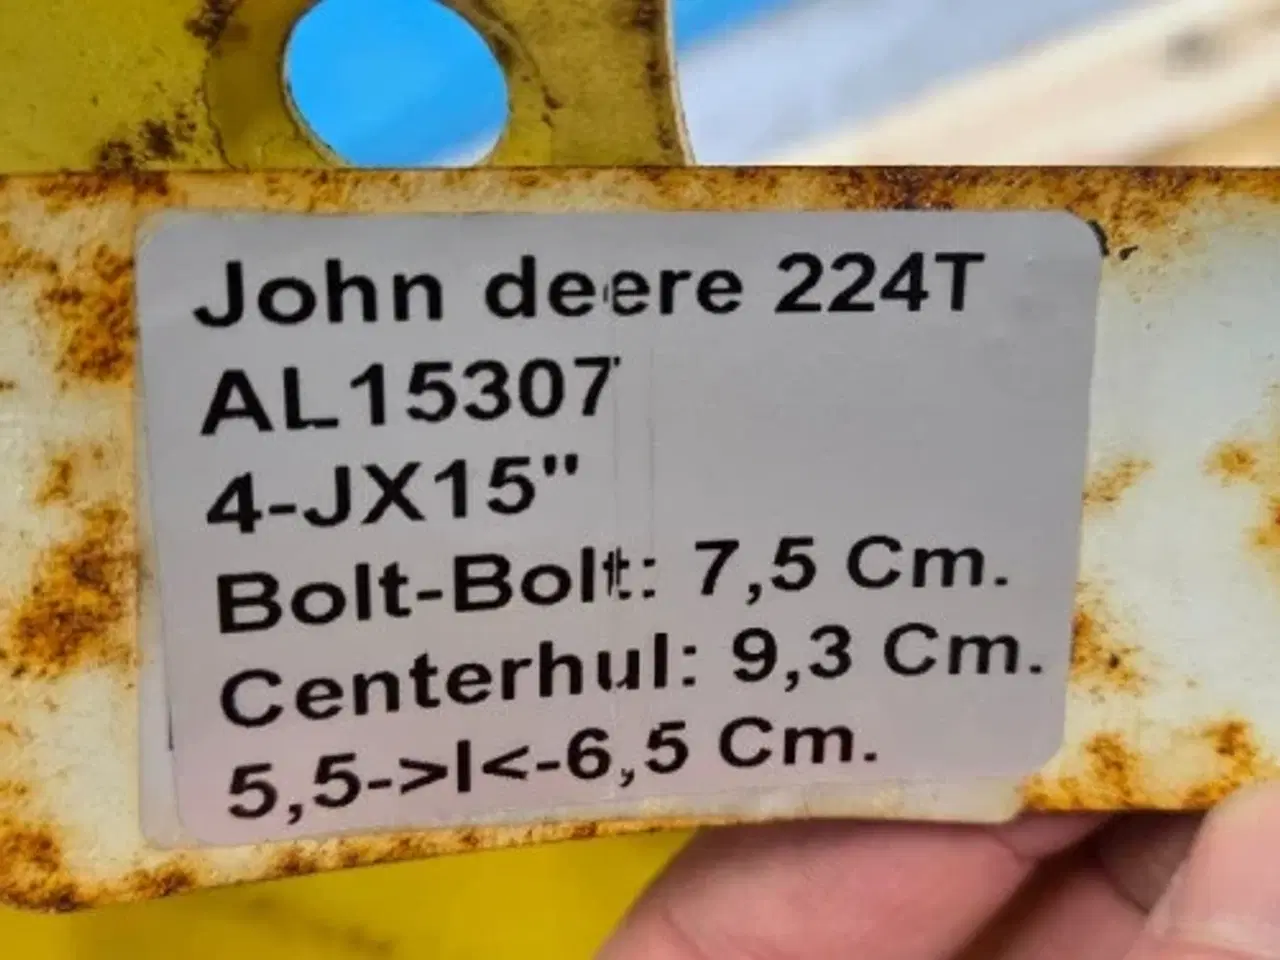 John deere 224T
AL15307
4-JX15"
Bolt-Bolt: 7,5 Cm.
Centerhul: 9,3 Cm.
5,5->I<-6,5 Cm.